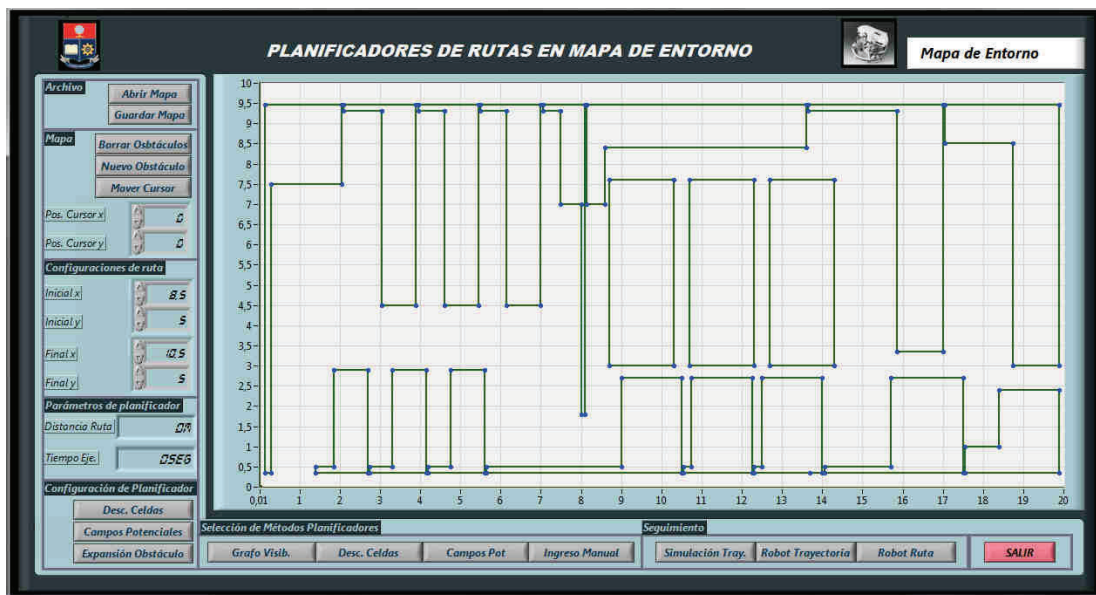 PLANIFICADORES DE RUTAS EN MAPA DE ENTORNO
Mapa de Entorno
Archivo
Abrir Mapa
Guardar Mapa
Mapa
Borrar Osbtáculos
Nuevo Obstáculo
Mover Cursor
Pos. Cursor x
0
Pos. Cursor y
0
Configuraciones de ruta
Inicial x
8,5
Inicial y
5
Final x
10,5
Final y
5
Parámetros de planificador
Distancia Ruta
0M
Tiempo Eje.
0SEG
Configuración de Planificador
Desc. Celdas
Campos Potenciales
Expansión Obstáculo
10
9,5
9
8,5
8
7,5
7
6,5
6
5,5
5
4,5
4
3,5
3
2,5
2
1,5
1
0,5
0
0,01 1 2 3 4 5 6 7 8 9 10 11 12 13 14 15 16 17 18 19 20
Selección de Métodos Planificadores
Grafo Visib. Desc. Celdas Campos Pot Ingreso Manual
Seguimiento
Simulación Tray. Robot Trayectoria Robot Ruta
SALIR